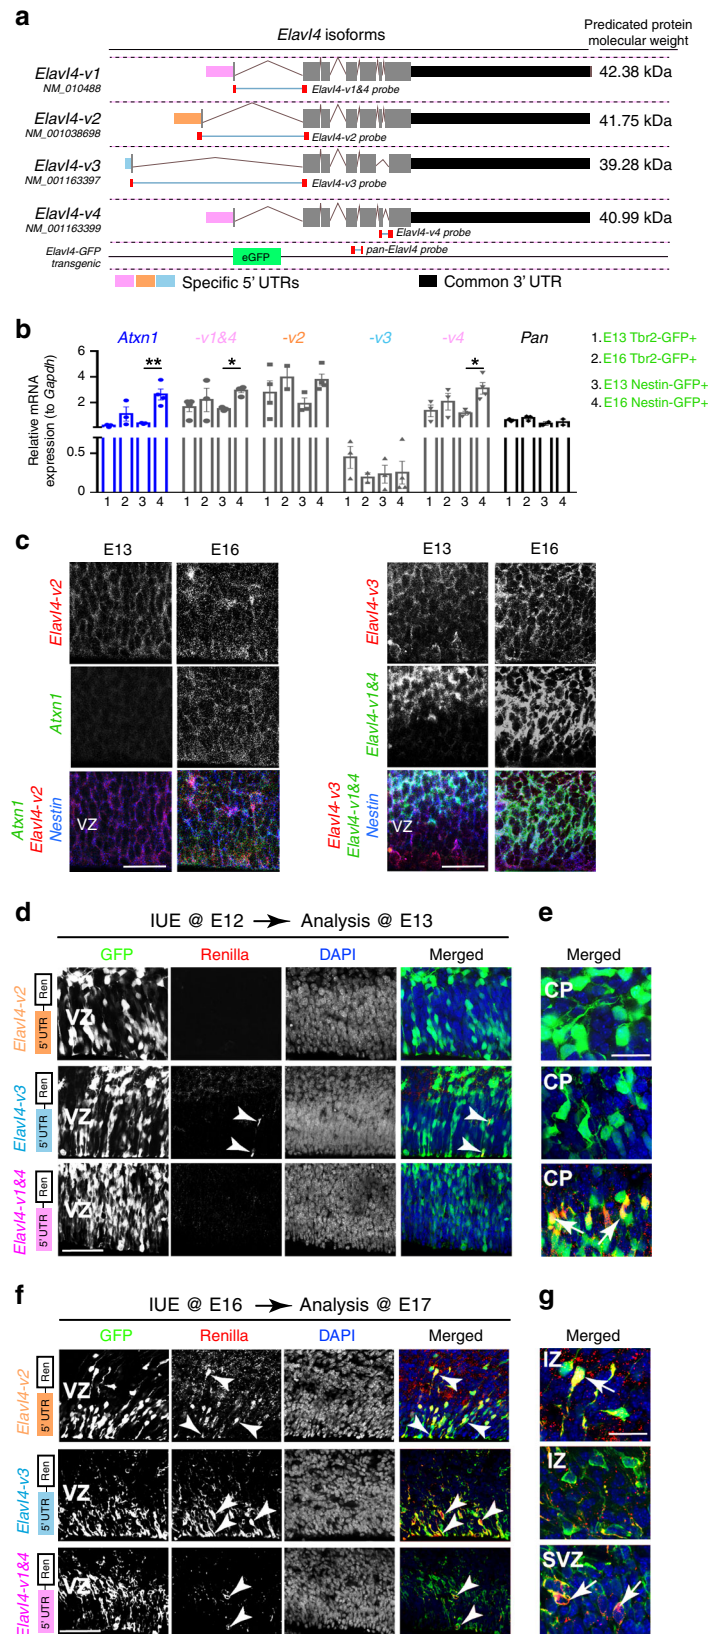 a
Elavl4 isoforms
Predicated protein
molecular weight
Elavl4-v1
NM_010488
Elavl4-v1&4 probe
42.38 kDa
Elavl4-v2
NM_001038698
Elavl4-v2 probe
41.75 kDa
Elavl4-v3
NM_001163397
Elavl4-v3 probe
39.28 kDa
Elavl4-v4
NM_001163399
Elavl4-v4 probe
40.99 kDa
Elavl4-GFP
transgenic
eGFP
pan-Elavl4 probe
Specific 5' UTRs
Common 3' UTR
b
Atxn1 -v1&4 -v2 -v3 -v4 Pan
** * *
Relative mRNA
expression (to Gapdh)
6
4
2
0.5
0
1 2 3 4 1 2 3 4 1 2 3 4 1 2 3 4 1 2 3 4 1 2 3 4
1.E13 Tbr2-GFP+
2.E16 Tbr2-GFP+
3.E13 Nestin-GFP+
4.E16 Nestin-GFP+
c
E13 E16 E13 E16
Elavl4-v2
Elavl4-v3
Atxn1
Elavl4-v1&4
Atxn1
Elavl4-v2
Nestin
VZ
Elavl4-v3
Elavl4-v1&4
Nestin
VZ
d
IUE @ E12 Analysis @ E13
GFP Renilla DAPI Merged
Elavl4-v2
5'UTR Ren
VZ
Elavl4-v3
5'UTR Ren
VZ
Elavl4-v1&4
5'UTR Ren
VZ
e
Merged
CP
CP
CP
f
IUE @ E16 Analysis @ E17
GFP Renilla DAPI Merged
Elavl4-v2
5' UTR Ren
VZ
Elavl4-v3
5' UTR Ren
VZ
Elavl4-v1&4
5' UTR Ren
VZ
g
Merged
IZ
IZ
SVZ